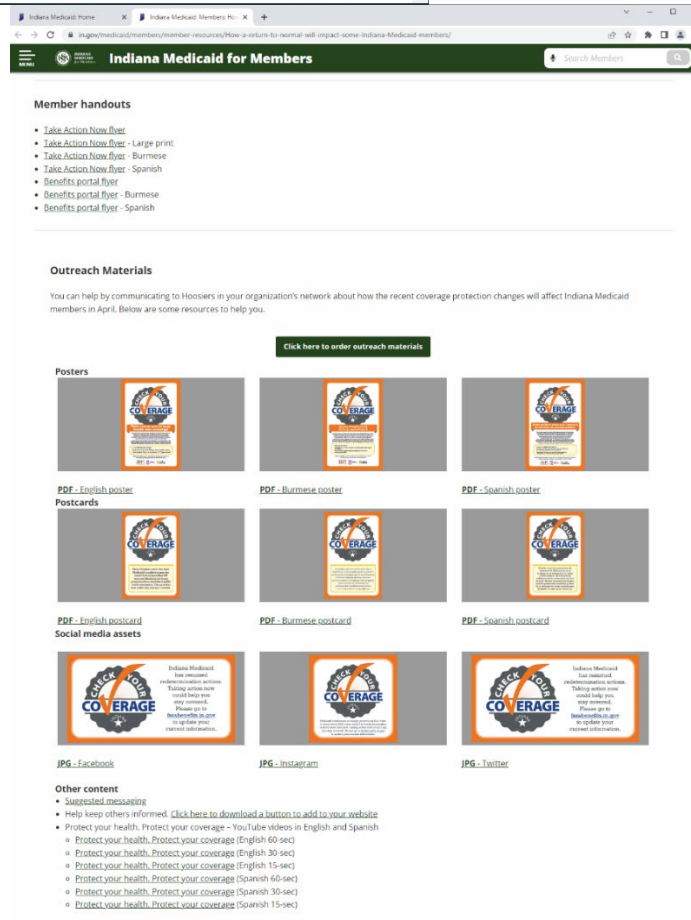 Indiana Medicaid: Home
Indiana Medicaid: Members: Ho
in.gov/medicaid/members/member-resources/How-a-return-to-normal-will-impact-some-Indiana-Medicaid-members/
MENU
INDIANA
MEDICAID
for Members
Indiana Medicaid for Members
Search Members
Member handouts
Take Action Now flyer
Take Action Now flyer - Large print
Take Action Now flyer - Burmese
Take Action Now flyer - Spanish
Benefits portal flyer
Benefits portal flyer - Burmese
Benefits portal flyer - Spanish
Outreach Materials
You can help by communicating to Hoosiers in your organization's network about how the recent coverage protection changes will affect Indiana Medicaid
members in April. Below are some resources to help you.
Click here to order outreach materials
Posters
CHECK YOUR COVERAGE
CHECK YOUR COVERAGE
CHECK YOUR COVERAGE
PDF - English poster
PDF - Burmese poster
PDF - Spanish poster
Postcards
CHECK YOUR COVERAGE
CHECK YOUR COVERAGE
CHECK YOUR COVERAGE
PDF - English postcard
PDF - Burmese postcard
PDF - Spanish postcard
Social media assets
CHECK YOUR COVERAGE
Indiana Medicaid
has resumed
redetermination actions.
Taking action now
could help you
stay covered.
Please go to
fssabenefits.in.gov
to update your
current information.
CHECK YOUR COVERAGE
CHECK YOUR COVERAGE
Indiana Medicaid
has resumed
redetermination actions.
Taking action now
could help you
stay covered.
Please go to
fssabenefits.in.gov
to update your
current information.
JPG - Facebook
JPG - Instagram
JPG - Twitter
Other content
Suggested messaging
Help keep others informed. Click here to download a button to add to your website
Protect your health. Protect your coverage – YouTube videos in English and Spanish
Protect your health. Protect your coverage (English 60-sec)
Protect your health. Protect your coverage (English 30-sec)
Protect your health. Protect your coverage (English 15-sec)
Protect your health. Protect your coverage (Spanish 60-sec)
Protect your health. Protect your coverage (Spanish 30-sec)
Protect your health. Protect your coverage (Spanish 15-sec)